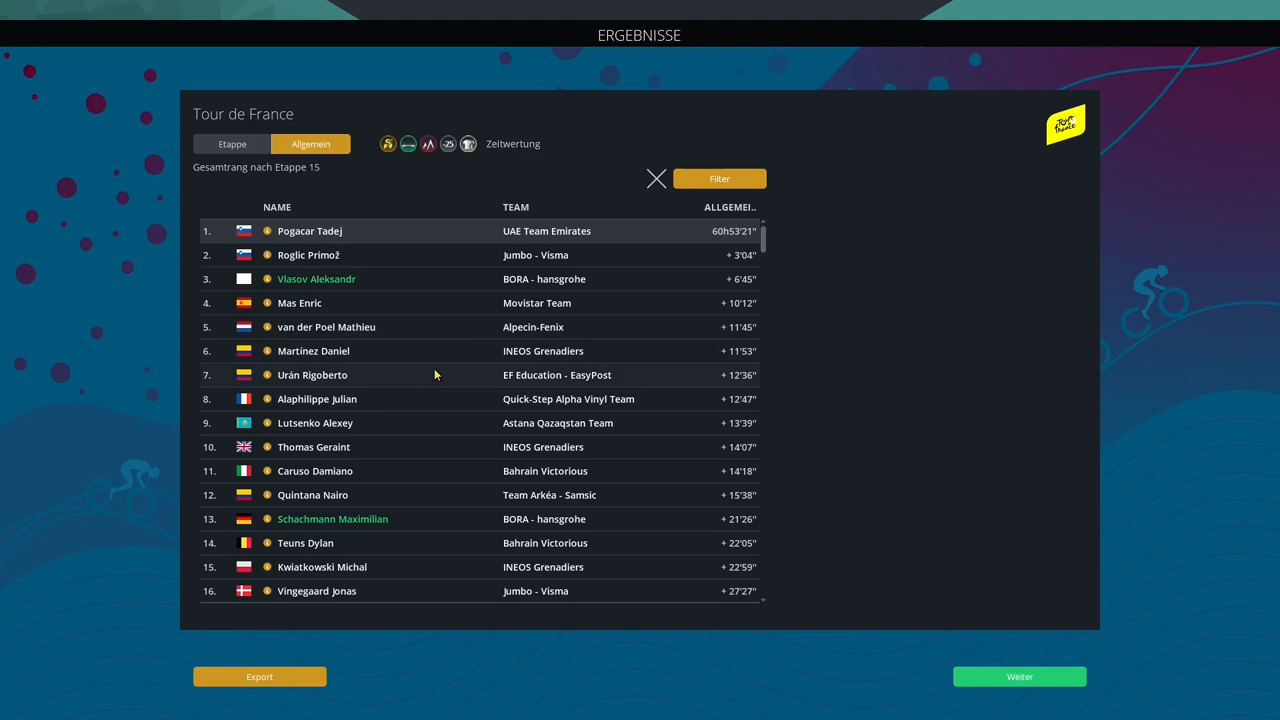 ERGEBNISSE
Tour de France
Etappe Allgemein -25 Zeitwertung
Gesamtrang nach Etappe 15
Filter
NAME TEAM ALLGEMEI..
1. Pogacar Tadej UAE Team Emirates 60h53'21''
2. Roglic Primož Jumbo - Visma + 3'04''
3. Vlasov Aleksandr BORA - hansgrohe + 6'45''
4. Mas Enric Movistar Team + 10'12''
5. van der Poel Mathieu Alpecin-Fenix + 11'45''
6. Martínez Daniel INEOS Grenadiers + 11'53''
7. Urán Rigoberto EF Education - EasyPost + 12'36''
8. Alaphilippe Julian Quick-Step Alpha Vinyl Team + 12'47''
9. Lutsenko Alexey Astana Qazaqstan Team + 13'39''
10. Thomas Geraint INEOS Grenadiers + 14'07''
11. Caruso Damiano Bahrain Victorious + 14'18''
12. Quintana Nairo Team Arkéa - Samsic + 15'38''
13. Schachmann Maximilian BORA - hansgrohe + 21'26''
14. Teuns Dylan Bahrain Victorious + 22'05''
15. Kwiatkowski Michal INEOS Grenadiers + 22'59''
16. Vingegaard Jonas Jumbo - Visma + 27'27''
Export Weiter